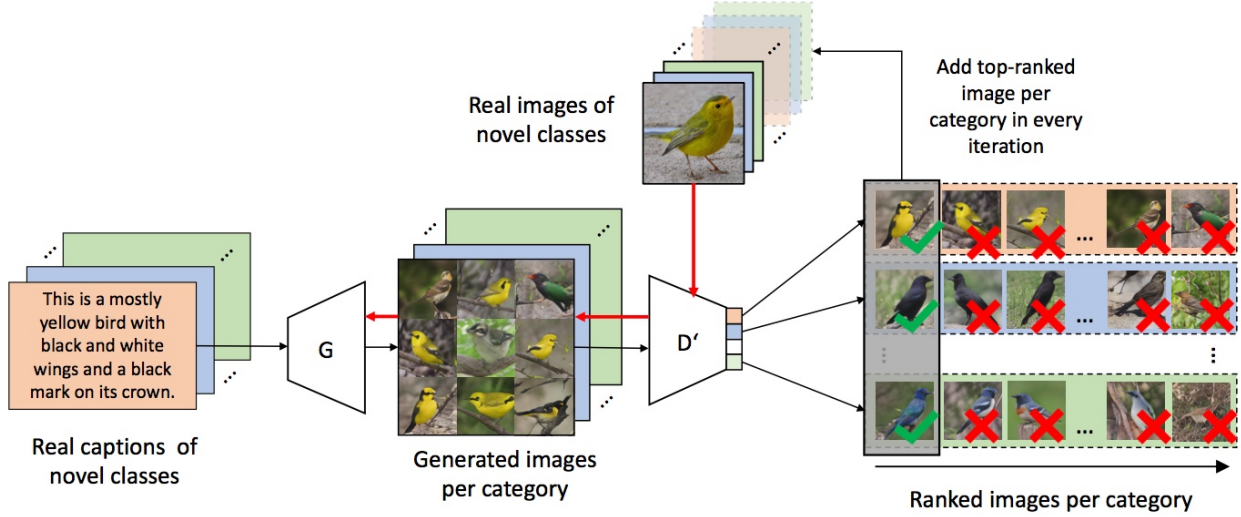 Real images of
novel classes
Add top-ranked
image per
category in every
iteration
This is a mostly
yellow bird with
black and white
wings and a black
mark on its crown.
G
D‘
...
...
...
Real captions of
novel classes
Generated images
per category
Ranked images per category